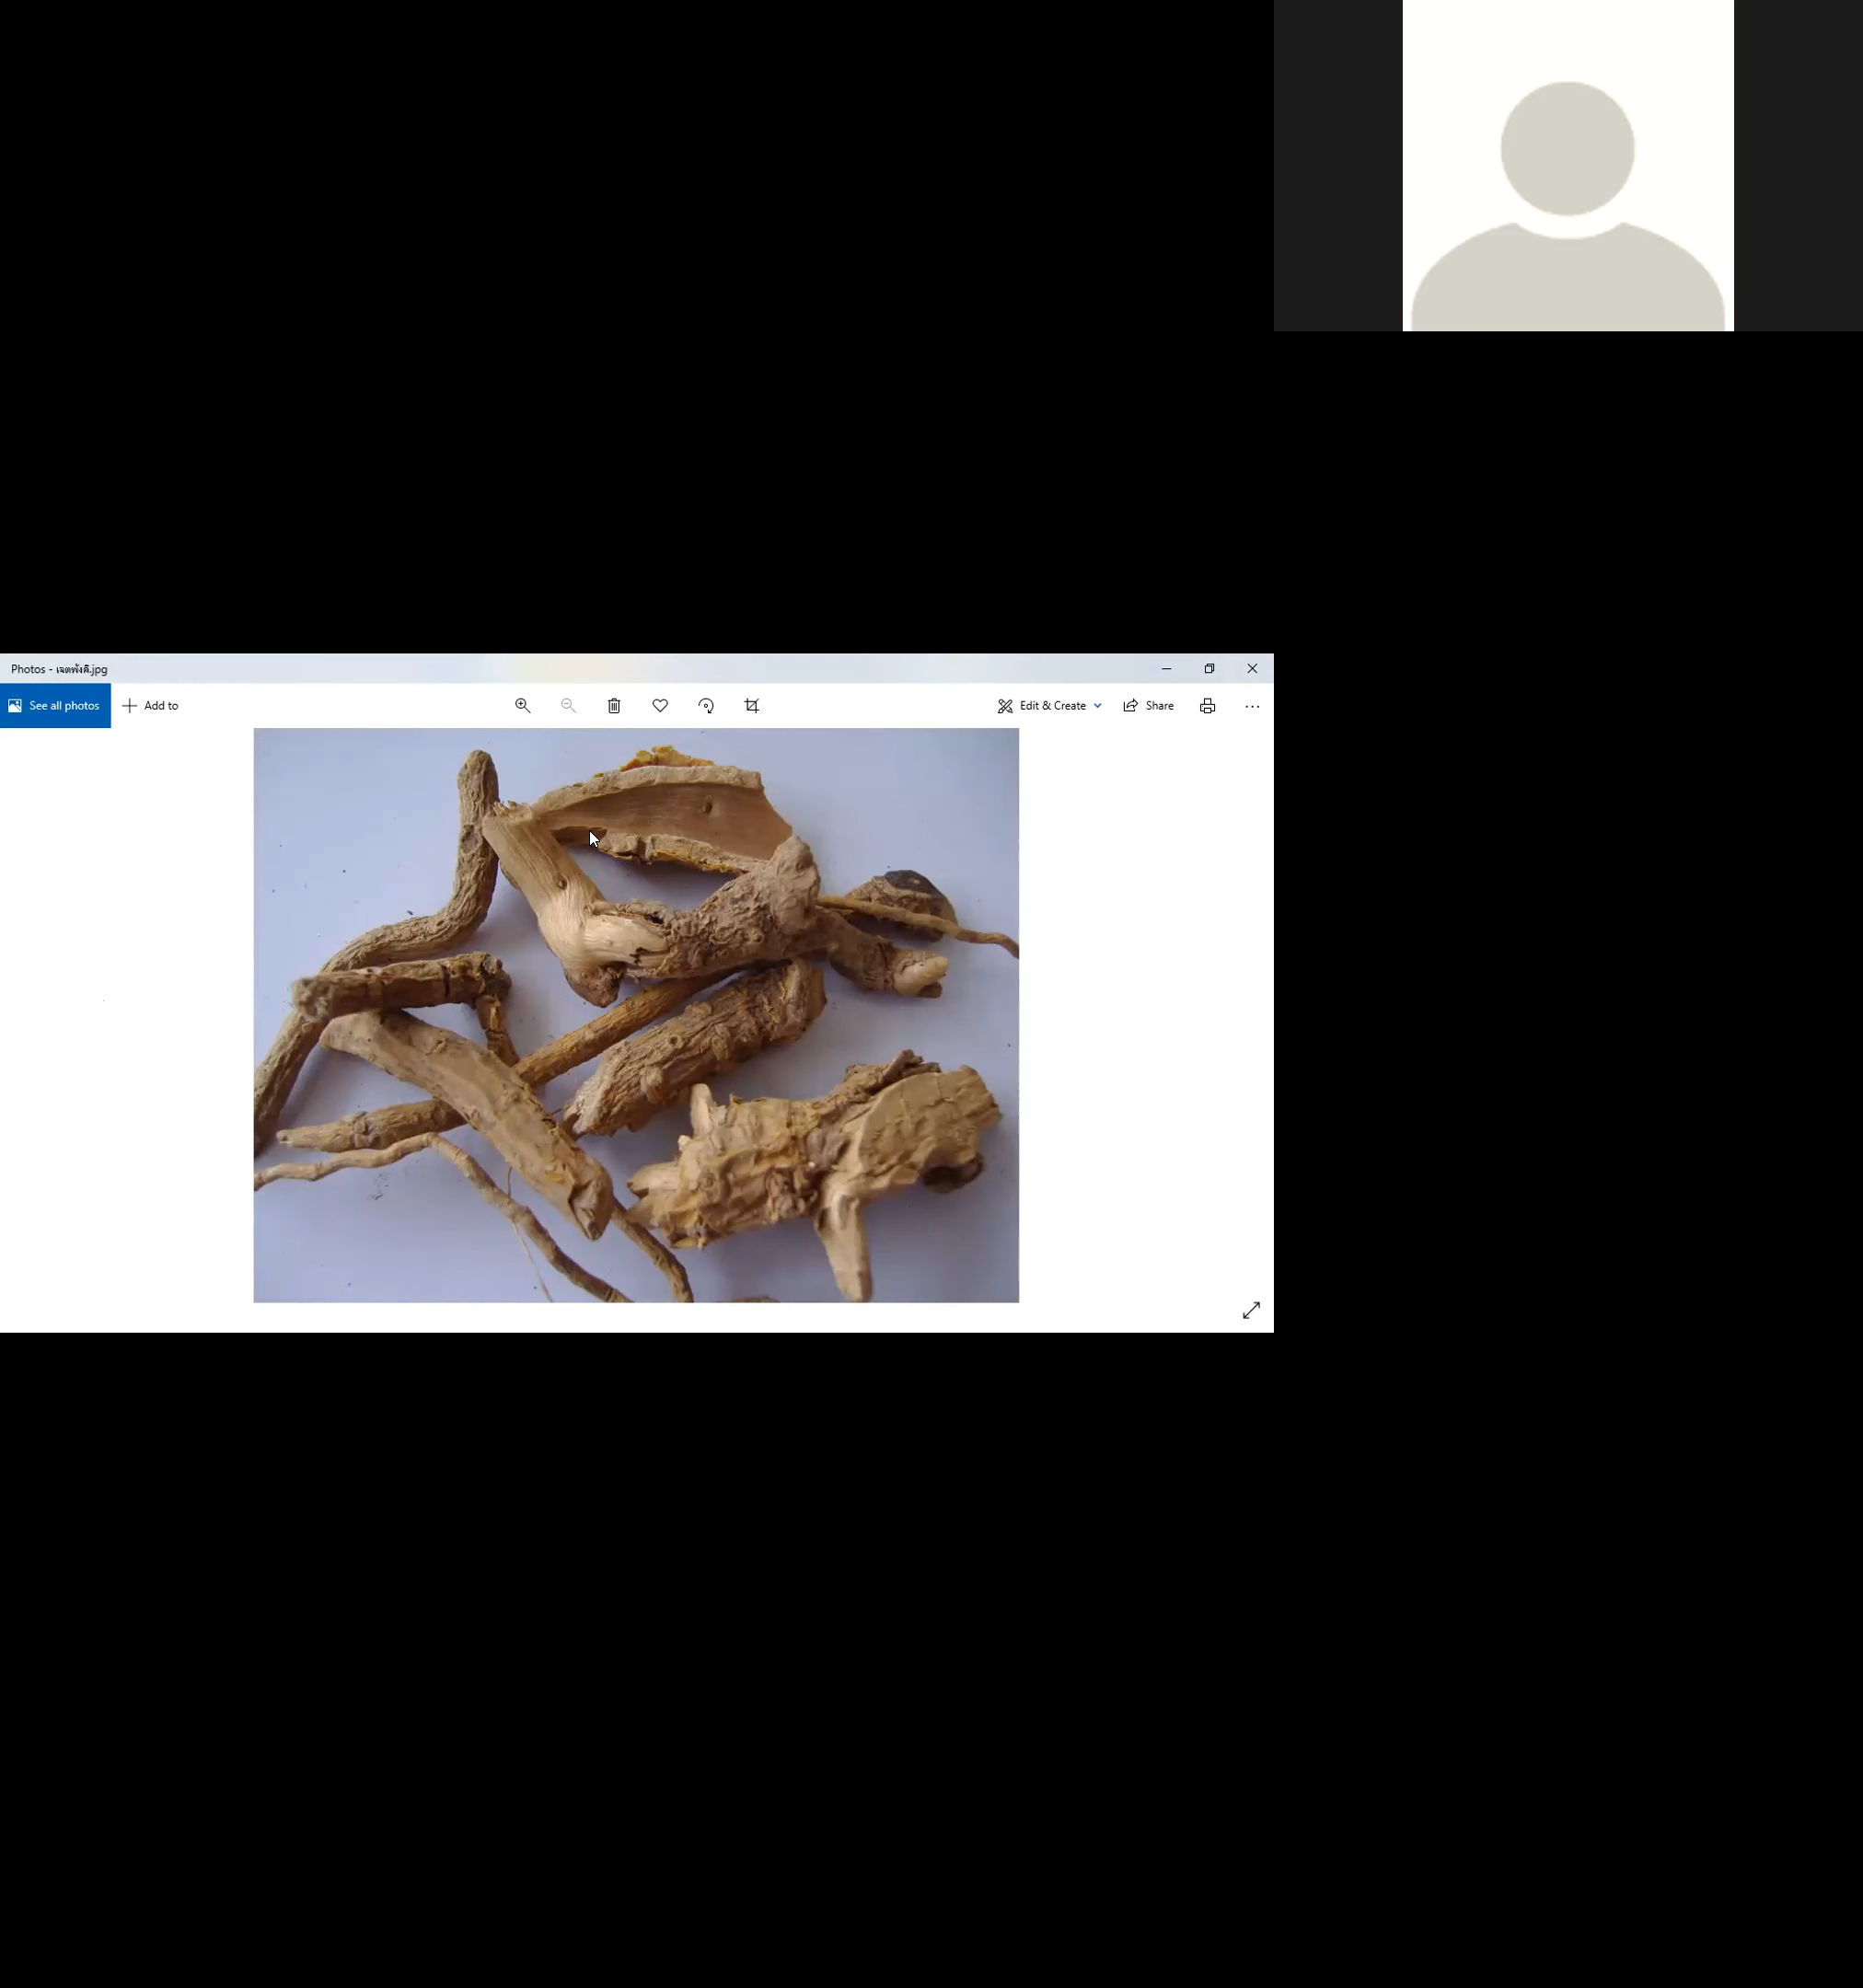 Photos - เจตพังคี.jpg
See all photos
Add to
Edit & Create
Share